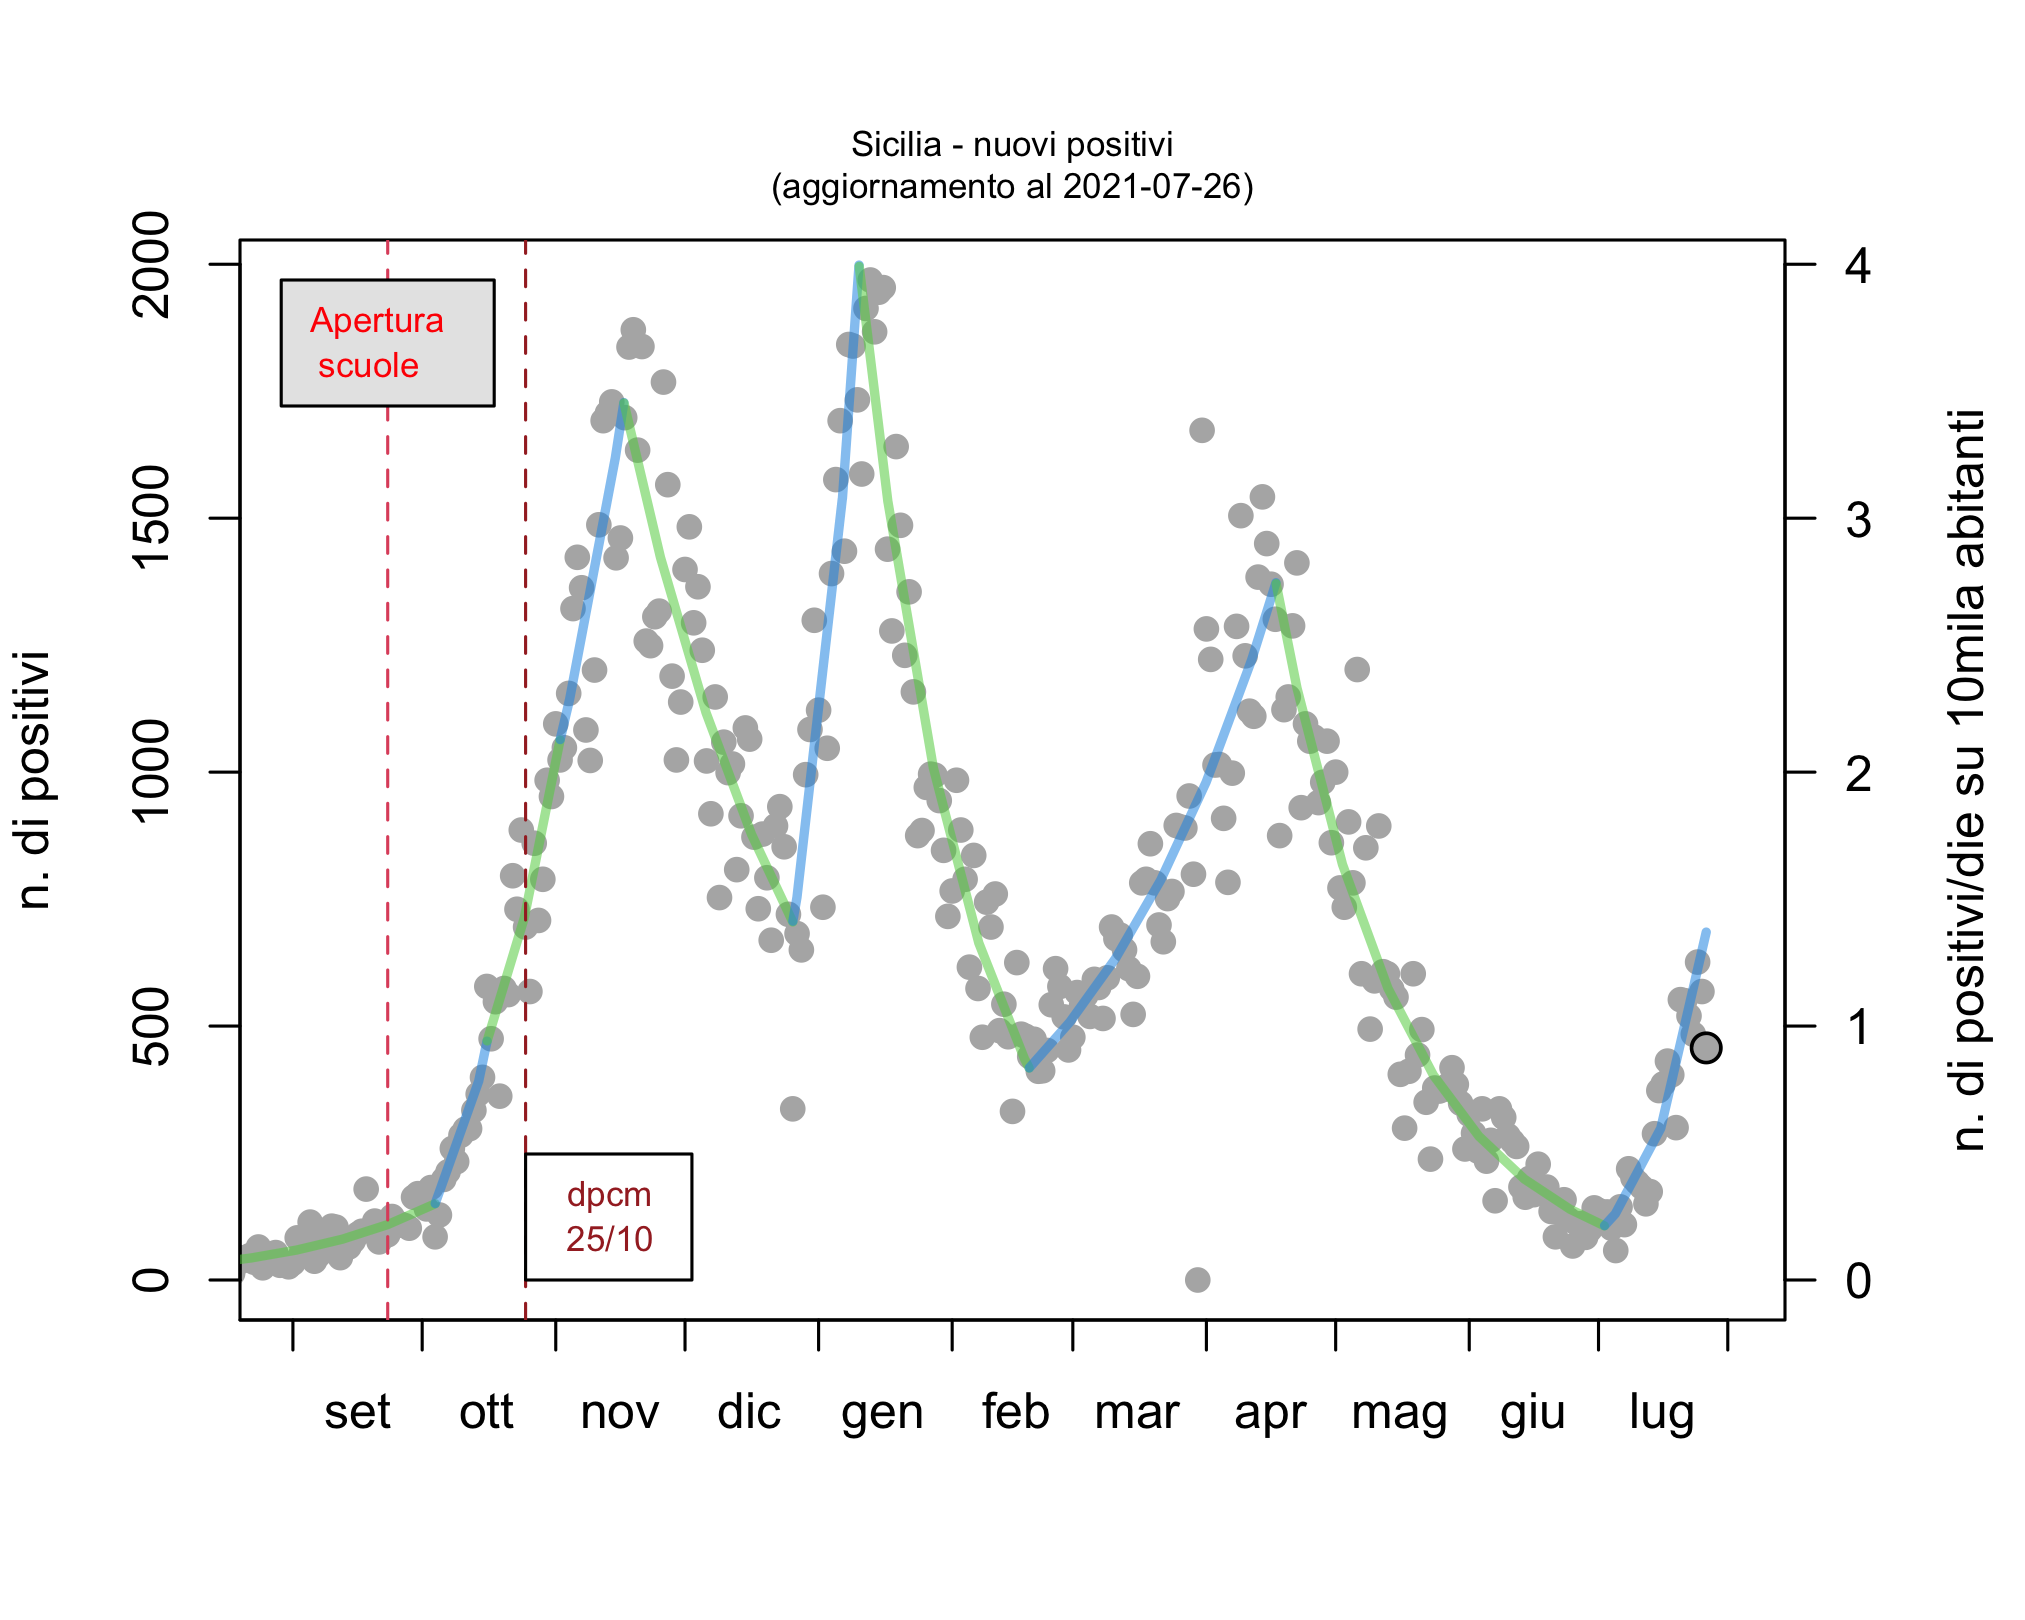 Sicilia - nuovi positivi
(aggiornamento al 2021-07-26)
n. di positivi
2000
1500
1000
500
0
Apertura
scuole
dpcm
25/10
4
3
2
1
0
n. di positivi/die su 10mila abitanti
set ott nov dic gen feb mar apr mag giu lug